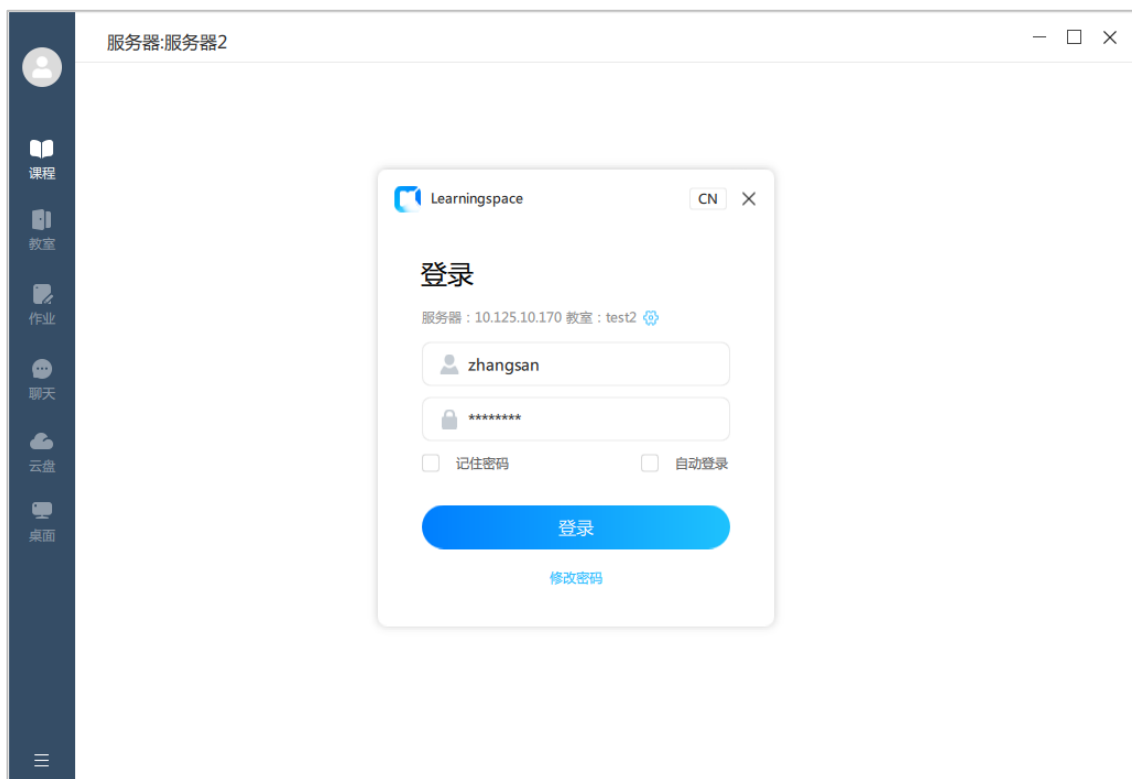 服务器:服务器2
课程
教室
作业
聊天
云盘
桌面
Learningspace
CN
登录
服务器：10.125.10.170 教室：test2
zhangsan
********
记住密码
自动登录
登录
修改密码